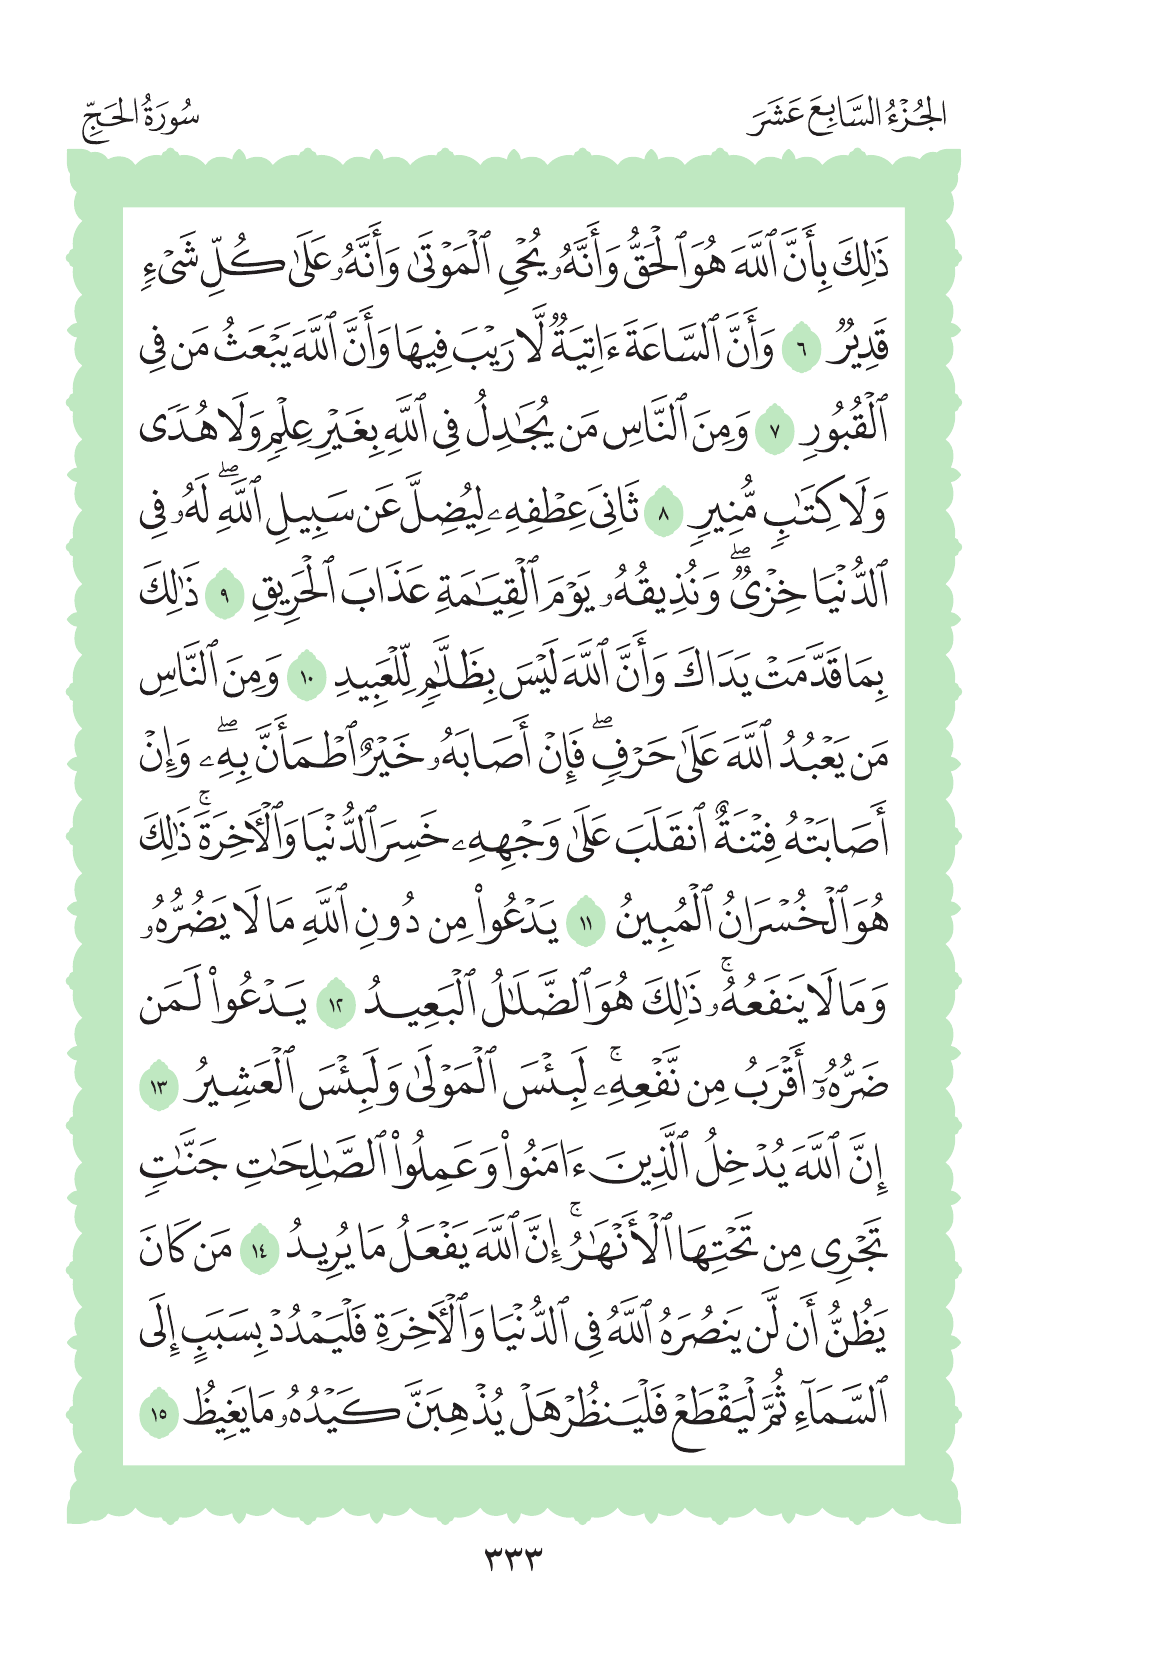 الجُزْءُ السَّابِعَ عَشَرَ
سُورَةُ الحَجِّ
ذَٰلِكَ بِأَنَّ ٱللَّهَ هُوَ ٱلْحَقُّ وَأَنَّهُۥ يُحْىِ ٱلْمَوْتَىٰ وَأَنَّهُۥ عَلَىٰ كُلِّ شَىْءٍ
قَدِيرٌ ٦ وَأَنَّ ٱلسَّاعَةَ ءَاتِيَةٌ لَّا رَيْبَ فِيهَا وَأَنَّ ٱللَّهَ يَبْعَثُ مَن فِى
ٱلْقُبُورِ ٧ وَمِنَ ٱلنَّاسِ مَن يُجَٰدِلُ فِى ٱللَّهِ بِغَيْرِ عِلْمٍ وَلَا هُدًى
وَلَا كِتَٰبٍ مُّنِيرٍ ٨ ثَانِىَ عِطْفِهِۦ لِيُضِلَّ عَن سَبِيلِ ٱللَّهِۖ لَهُۥ فِى
ٱلدُّنْيَا خِزْىٌۖ وَنُذِيقُهُۥ يَوْمَ ٱلْقِيَٰمَةِ عَذَابَ ٱلْحَرِيقِ ٩ ذَٰلِكَ
بِمَا قَدَّمَتْ يَدَاكَ وَأَنَّ ٱللَّهَ لَيْسَ بِظَلَّٰمٍ لِّلْعَبِيدِ ١٠ وَمِنَ ٱلنَّاسِ
مَن يَعْبُدُ ٱللَّهَ عَلَىٰ حَرْفٍۖ فَإِنْ أَصَابَهُۥ خَيْرٌ ٱطْمَأَنَّ بِهِۦۖ وَإِنْ
أَصَابَتْهُ فِتْنَةٌ ٱنقَلَبَ عَلَىٰ وَجْهِهِۦ خَسِرَ ٱلدُّنْيَا وَٱلْءَاخِرَةَۚ ذَٰلِكَ
هُوَ ٱلْخُسْرَانُ ٱلْمُبِينُ ١١ يَدْعُوا۟ مِن دُونِ ٱللَّهِ مَا لَا يَضُرُّهُۥ
وَمَا لَا يَنفَعُهُۥۚ ذَٰلِكَ هُوَ ٱلضَّلَٰلُ ٱلْبَعِيدُ ١٢ يَدْعُوا۟ لَمَن
ضَرُّهُۥٓ أَقْرَبُ مِن نَّفْعِهِۦۚ لَبِئْسَ ٱلْمَوْلَىٰ وَلَبِئْسَ ٱلْعَشِيرُ ١٣
إِنَّ ٱللَّهَ يُدْخِلُ ٱلَّذِينَ ءَامَنُوا۟ وَعَمِلُوا۟ ٱلصَّٰلِحَٰتِ جَنَّٰتٍ
تَجْرِى مِن تَحْتِهَا ٱلْأَنْهَٰرُۚ إِنَّ ٱللَّهَ يَفْعَلُ مَا يُرِيدُ ١٤ مَن كَانَ
يَظُنُّ أَن لَّن يَنصُرَهُ ٱللَّهُ فِى ٱلدُّنْيَا وَٱلْءَاخِرَةِ فَلْيَمْدُدْ بِسَبَبٍ إِلَى
ٱلسَّمَآءِ ثُمَّ لْيَقْطَعْ فَلْيَنظُرْ هَلْ يُذْهِبَنَّ كَيْدُهُۥ مَا يَغِيظُ ١٥
٣٣٣